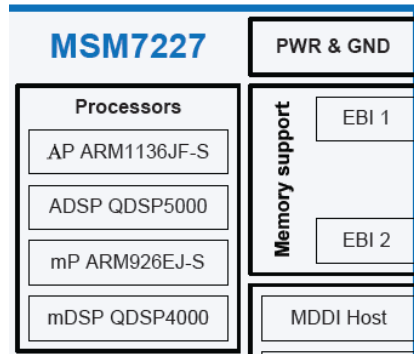 MSM7227
PWR & GND
Processors
AP ARM1136JF-S
ADSP QDSP5000
mP ARM926EJ-S
mDSP QDSP4000
Memory support
EBI 1
EBI 2
MDDI Host